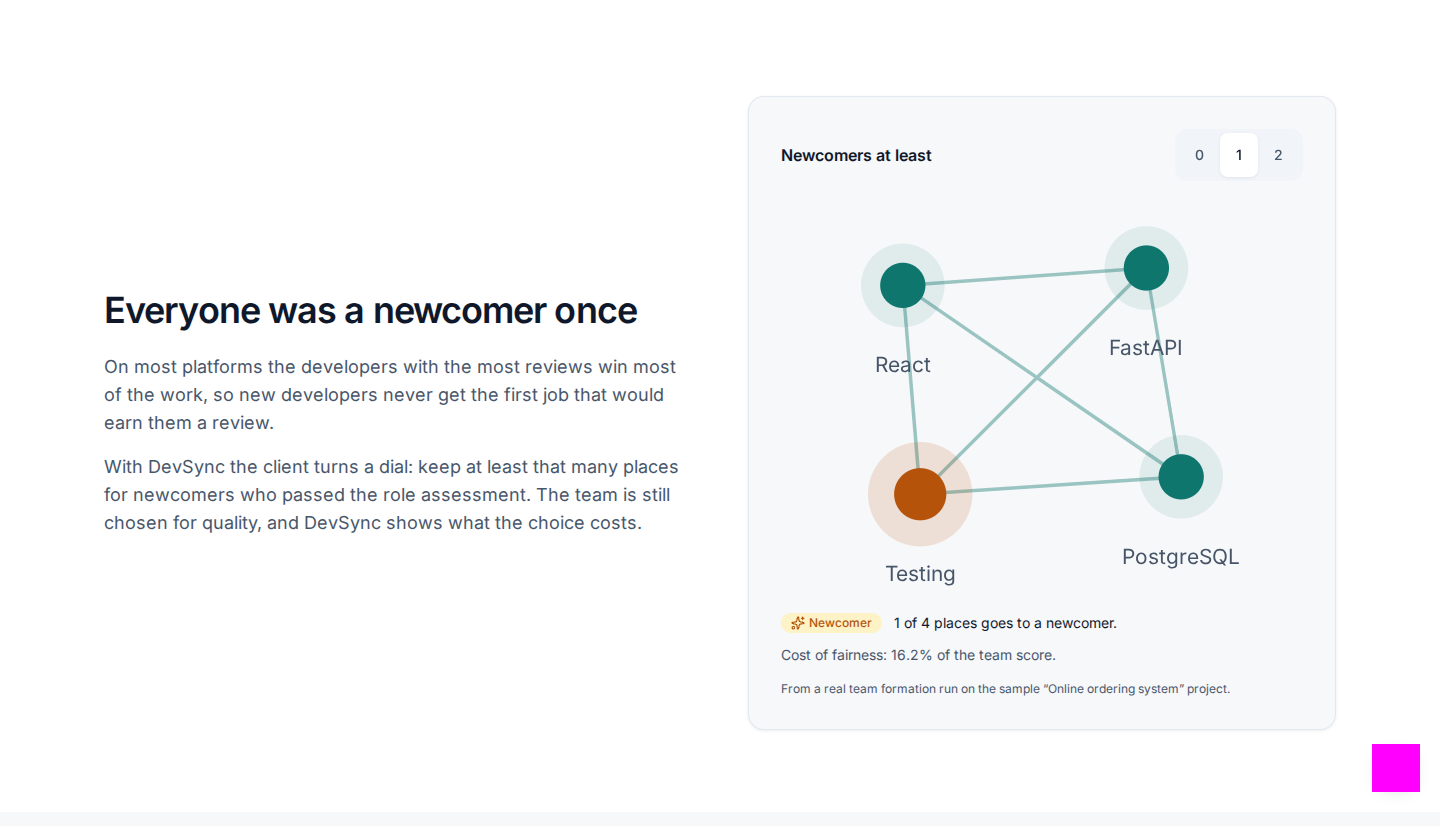 Everyone was a newcomer once
On most platforms the developers with the most reviews win most
of the work, so new developers never get the first job that would
earn them a review.
With DevSync the client turns a dial: keep at least that many places
for newcomers who passed the role assessment. The team is still
chosen for quality, and DevSync shows what the choice costs.
Newcomers at least
0 1 2
React
FastAPI
Testing
PostgreSQL
Newcomer 1 of 4 places goes to a newcomer.
Cost of fairness: 16.2% of the team score.
From a real team formation run on the sample “Online ordering system” project.